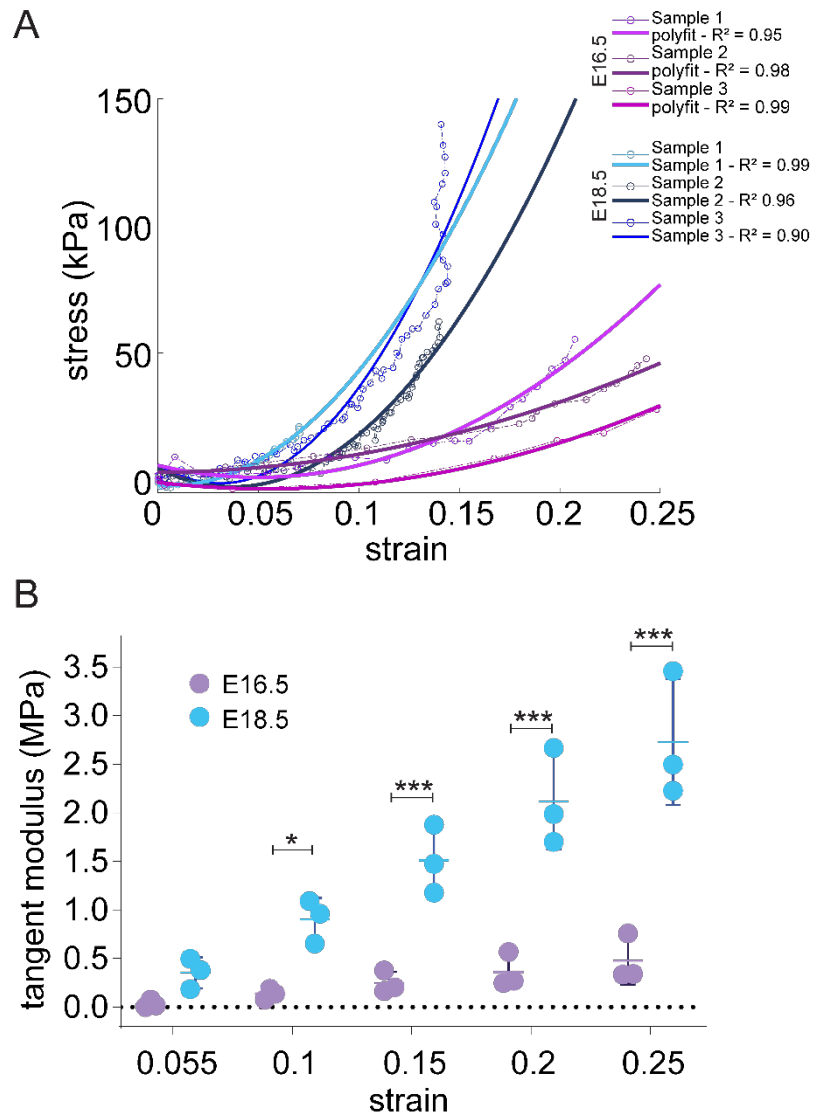 A
E16.5
Sample 1
polyfit - R² = 0.95
Sample 2
polyfit - R² = 0.98
Sample 3
polyfit - R² = 0.99
E18.5
Sample 1
Sample 1 - R² = 0.99
Sample 2
Sample 2 - R² 0.96
Sample 3
Sample 3 - R² = 0.90
stress (kPa)
150
100
50
0
0 0.05 0.1 0.15 0.2 0.25
strain
B
E16.5
E18.5
* *** *** ***
tangent modulus (MPa)
3.5
3.0
2.5
2.0
1.5
1.0
0.5
0.0
0.055 0.1 0.15 0.2 0.25
strain